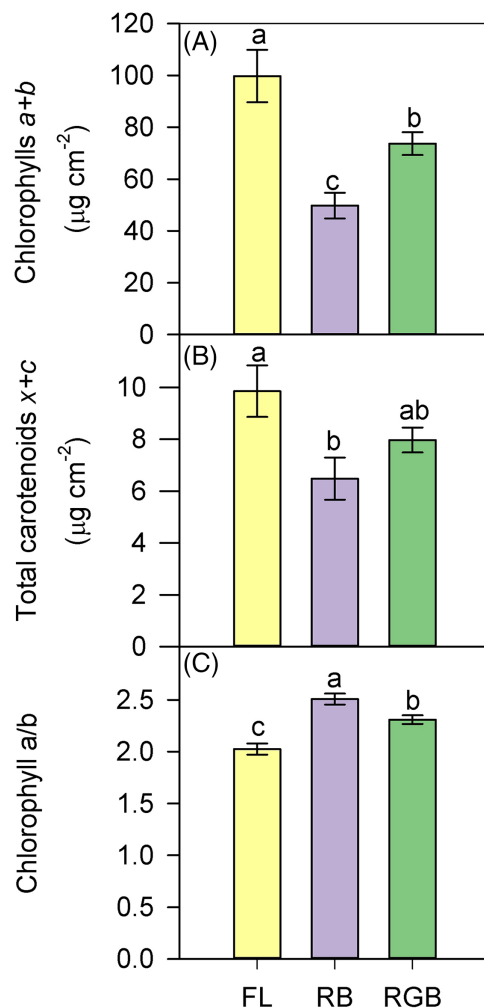 (A)
Chlorophylls a+b
(μg cm-2)
120
100
80
60
40
20
0
a
c
b
(B)
Total carotenoids x+c
(μg cm-2)
10
8
6
4
2
0
a
b
ab
(C)
Chlorophyll a/b
2.5
2.0
1.5
1.0
0.5
0.0
c
a
b
FL RB RGB